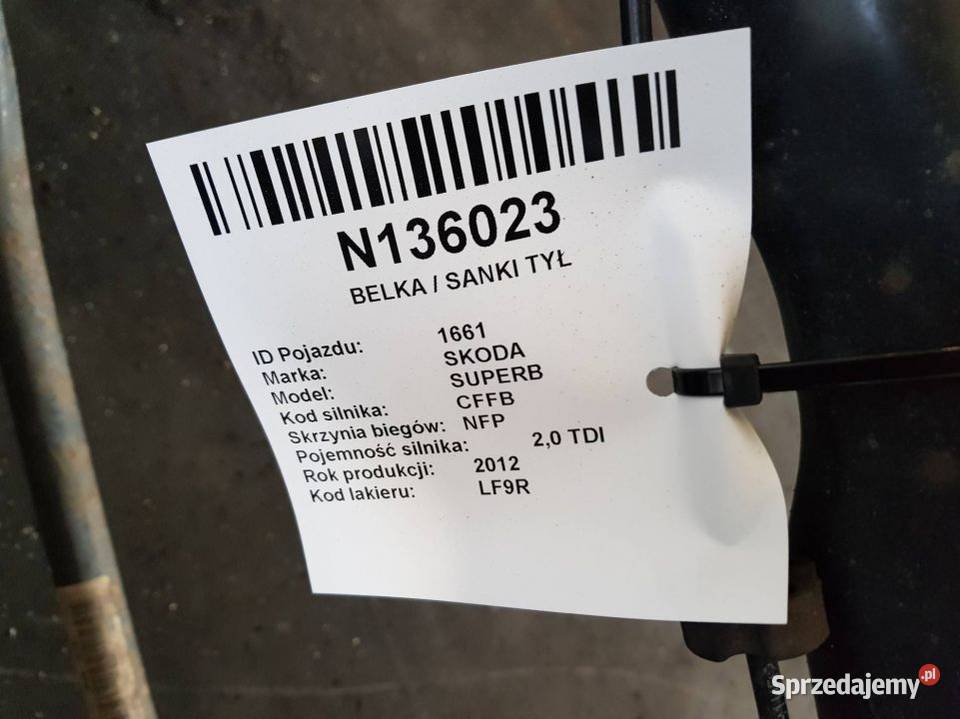 N136023
BELKA / SANKI TYŁ
ID Pojazdu: 1661
Marka: SKODA
Model: SUPERB
Kod silnika: CFFB
Skrzynia biegów: NFP
Pojemność silnika: 2,0 TDI
Rok produkcji: 2012
Kod lakieru: LF9R
Sprzedajemy.pl